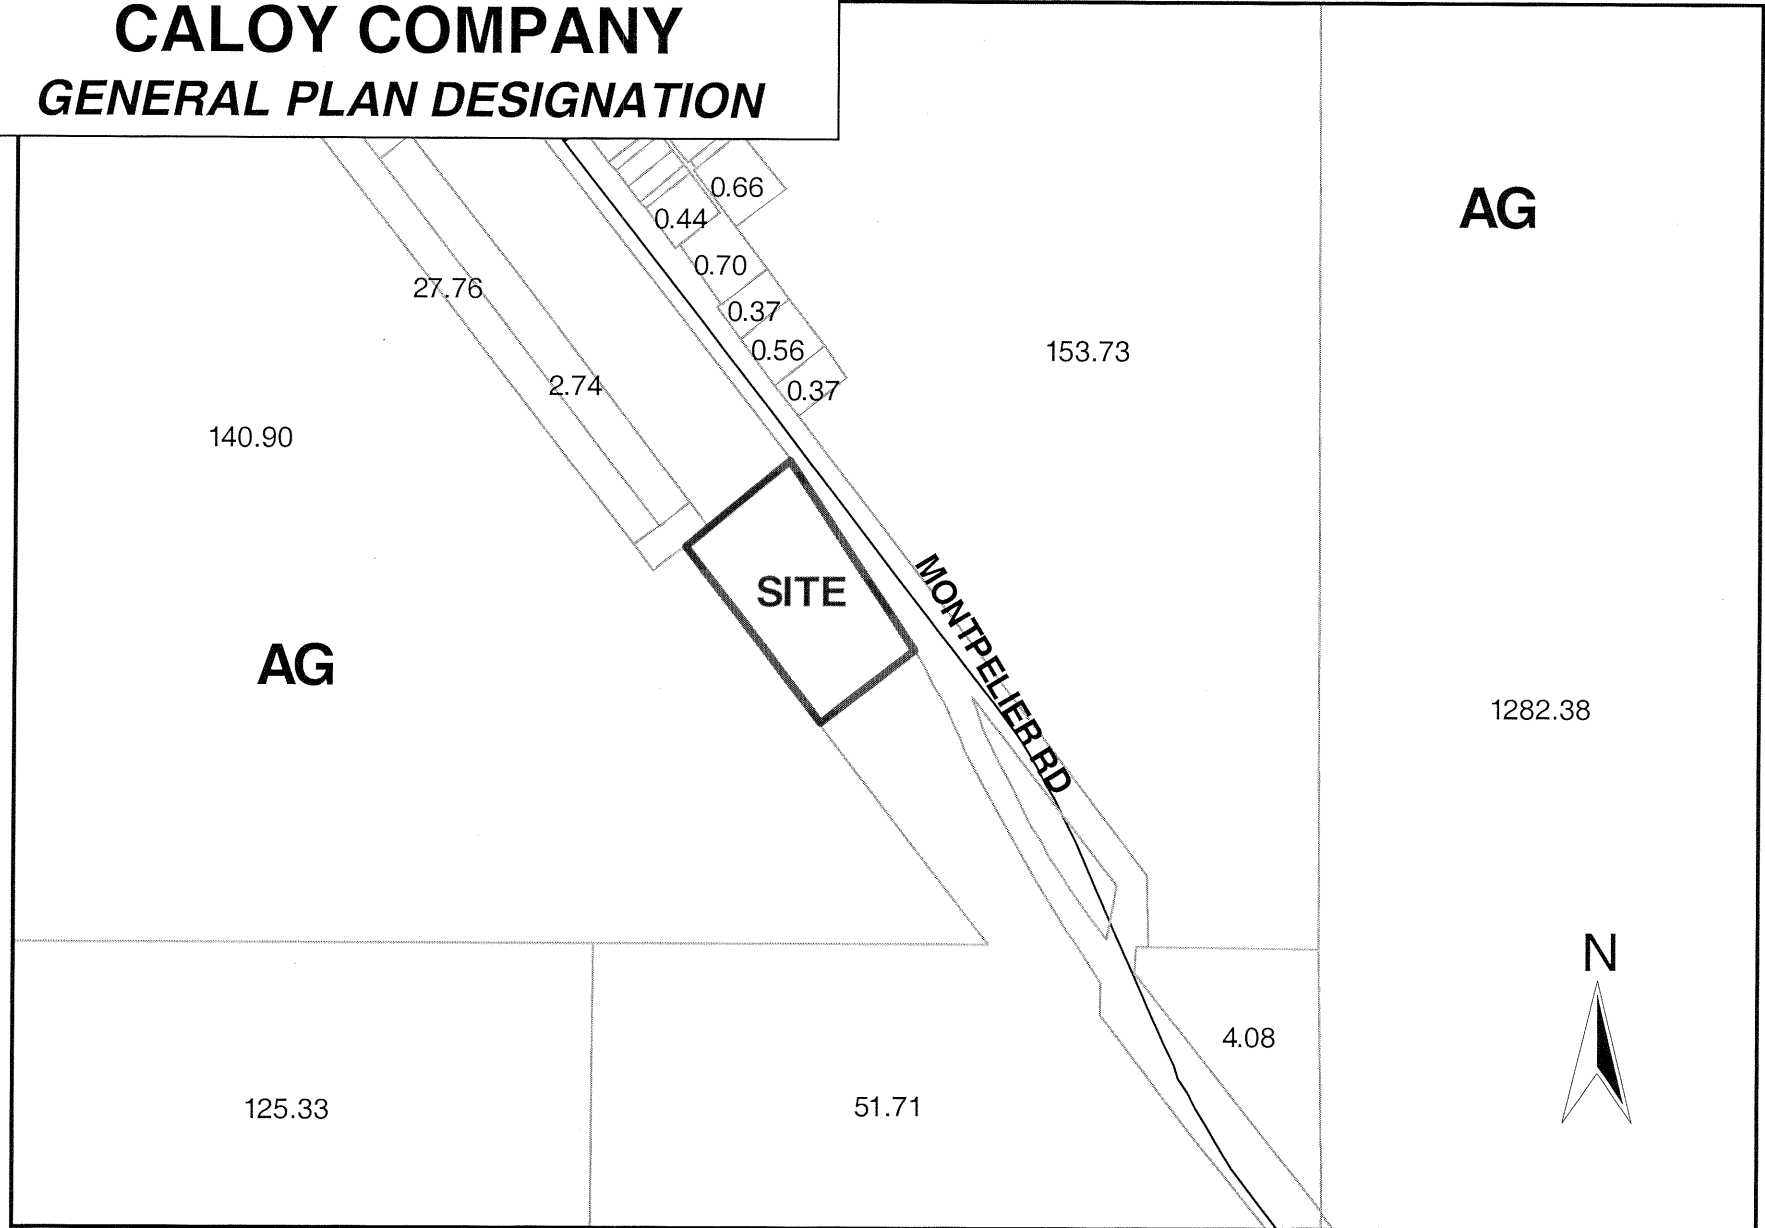 CALOY COMPANY
GENERAL PLAN DESIGNATION
AG
0.66
0.44
0.70
27.76
0.37
0.56
153.73
2.74
0.37
140.90
SITE
MONTPELIER RD
AG
1282.38
N
4.08
125.33
51.71